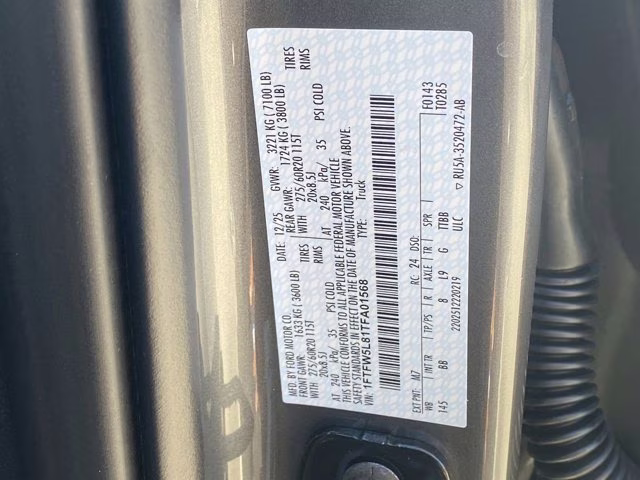 MFD. BY FORD MOTOR CO.
DATE: 12/25 GVWR: 3221 KG ( 7100 LB)
FRONT GAWR: 1633 KG ( 3600 LB) REAR GAWR: 1724 KG ( 3800 LB)
WITH 275/60R20 115T TIRES WITH 275/60R20 115T TIRES
20x8.5J RIMS 20x8.5J RIMS
AT 240 kPa/ 35 PSI COLD AT 240 kPa/ 35 PSI COLD
THIS VEHICLE CONFORMS TO ALL APPLICABLE FEDERAL MOTOR VEHICLE
SAFETY STANDARDS IN EFFECT ON THE DATE OF MANUFACTURE SHOWN ABOVE.
VIN: 1FTFW5L81TFA01568 TYPE: Truck
F0143
T0285
EXT PNT: M7 RC: 24 DSO:
WB INT TR TP/PS R AXLE TR SPR
145 BB 8 L9 G TTBB
2202512220219 ULC
▽ RU5A-3520472-AB